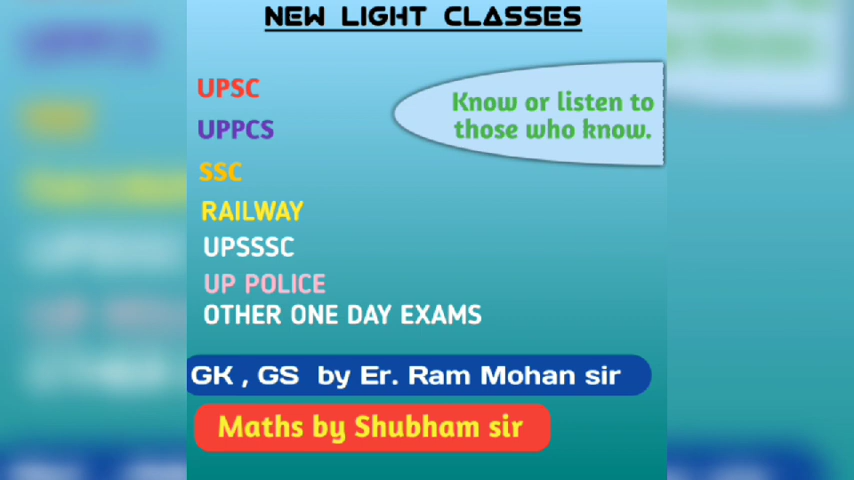 NEW LIGHT CLASSES
UPSC
Know or listen to
those who know.
UPPCS
SSC
RAILWAY
UPSSSC
UP POLICE
OTHER ONE DAY EXAMS
GK , GS by Er. Ram Mohan sir
Maths by Shubham sir